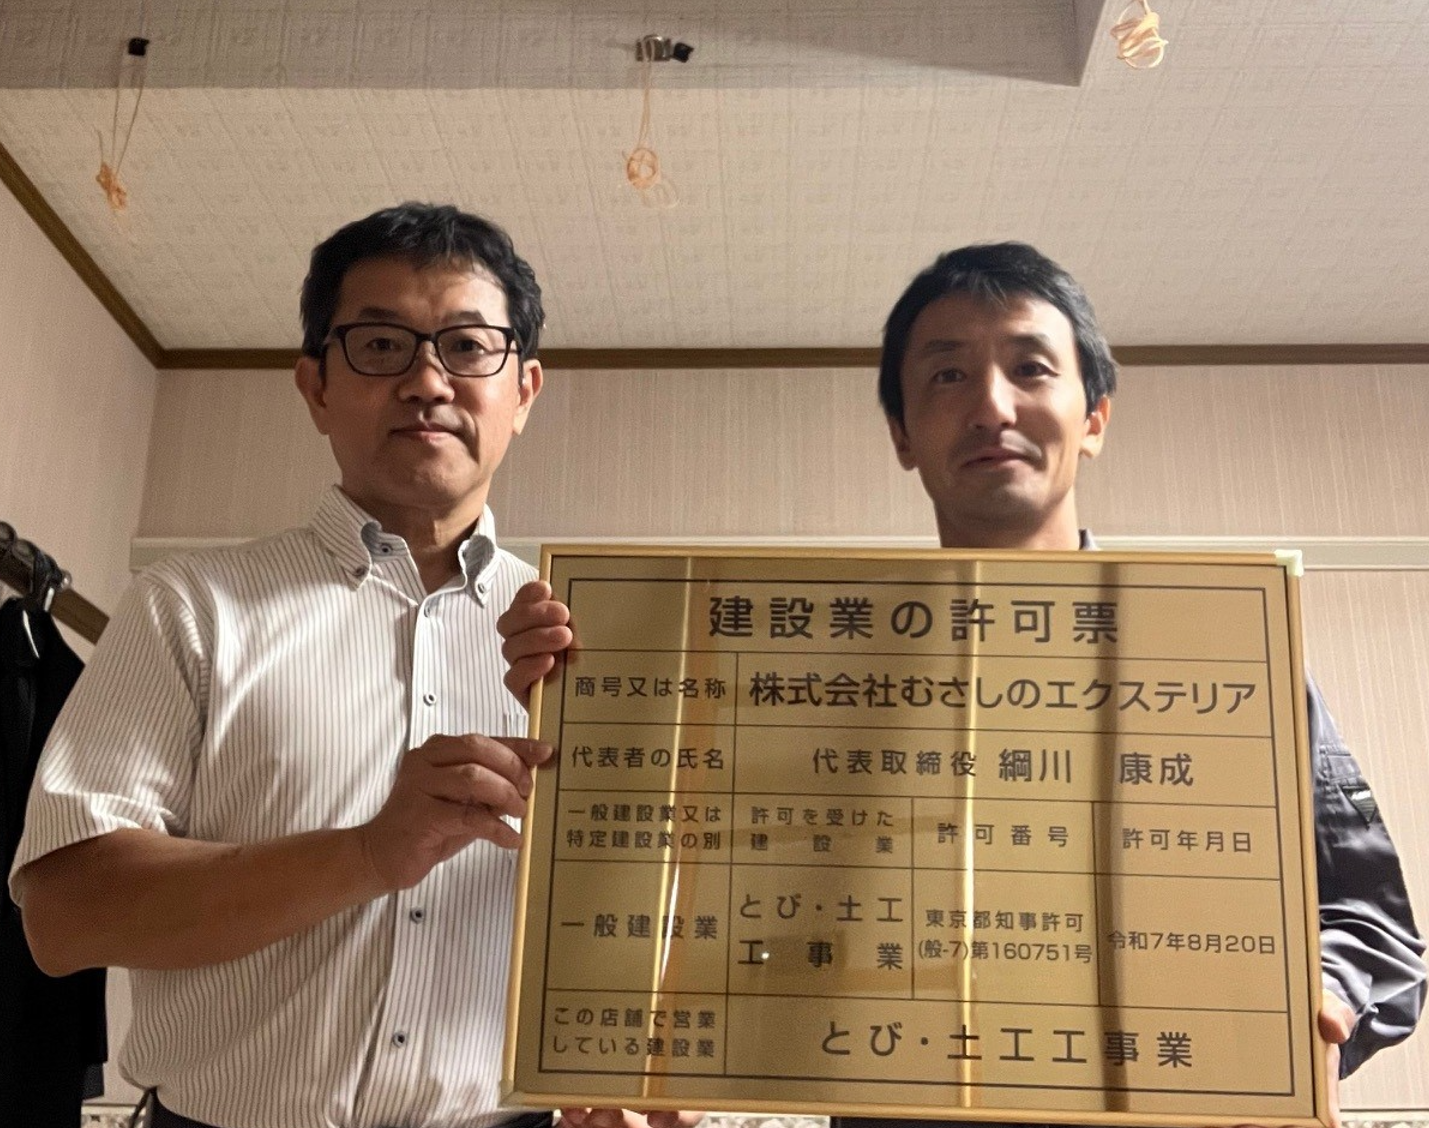 建設業の許可票
商号又は名称
株式会社むさしのエクステリア
代表者の氏名
代表取締役 綱川 康成
一般建設業又は
特定建設業の別
許可を受けた
建設業
許可番号
許可年月日
一般建設業
とび・土工
工事業
東京都知事許可
(般-7)第160751号
令和7年8月20日
この店舗で営業
している建設業
とび・土工工事業